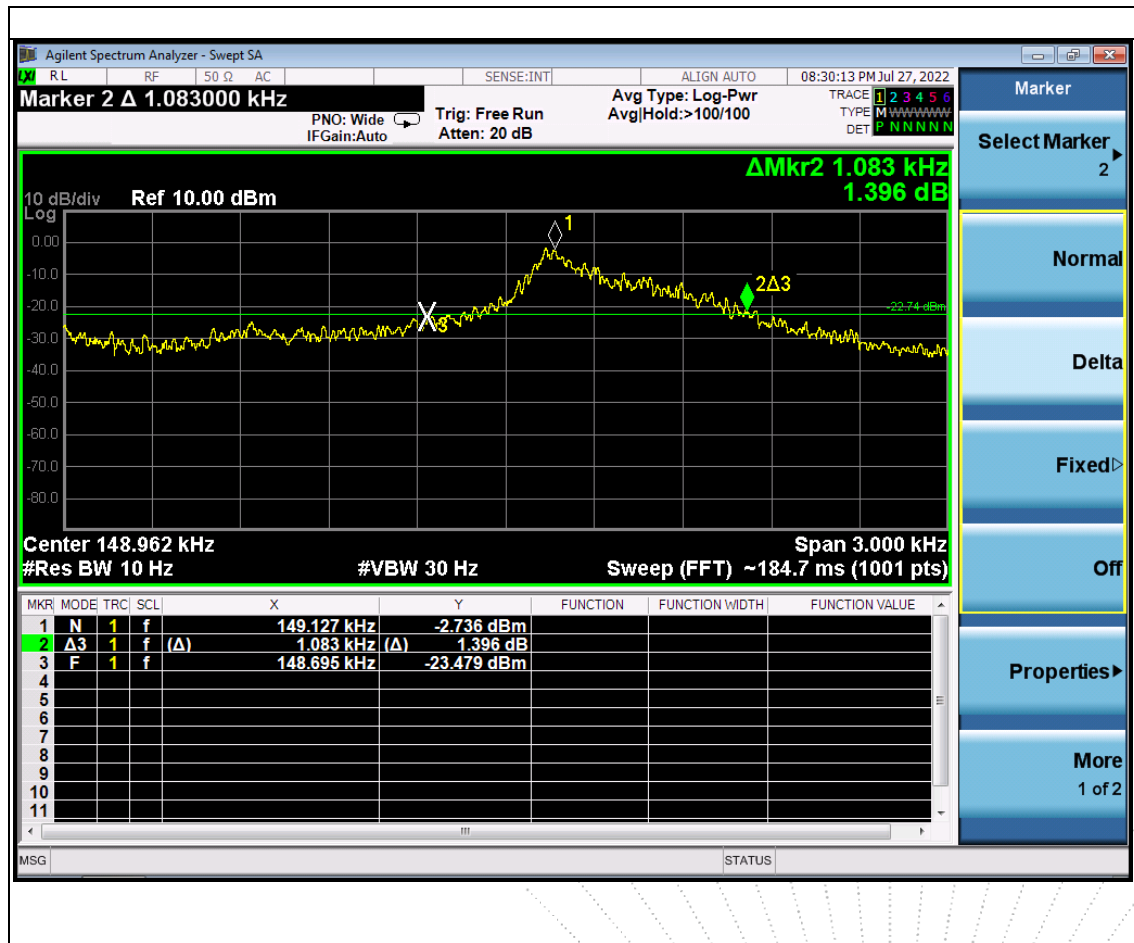 Agilent Spectrum Analyzer - Swept SA
LXI RL RF 50 Ω AC SENSE:INT ALIGN AUTO 08:30:13 PM Jul 27, 2022
Marker 2 Δ 1.083000 kHz
PNO: Wide
IFGain:Auto
Trig: Free Run
Atten: 20 dB
Avg Type: Log-Pwr
Avg|Hold:>100/100
TRACE 1 2 3 4 5 6
TYPE M WWWWW
DET P N N N N N
ΔMkr2 1.083 kHz
1.396 dB
10 dB/div Ref 10.00 dBm
Log
0.00
-10.0
-20.0
-30.0
-40.0
-50.0
-60.0
-70.0
-80.0
1
2Δ3
3
-22.74 dBm
Center 148.962 kHz Span 3.000 kHz
#Res BW 10 Hz #VBW 30 Hz Sweep (FFT) ~184.7 ms (1001 pts)
MKR MODE TRC SCL X Y FUNCTION FUNCTION WIDTH FUNCTION VALUE
1 N 1 f 149.127 kHz -2.736 dBm
2 Δ3 1 f (Δ) 1.083 kHz (Δ) 1.396 dB
3 F 1 f 148.695 kHz -23.479 dBm
4
5
6
7
8
9
10
11
MSG STATUS
Marker
Select Marker
2
Normal
Delta
Fixed
Off
Properties
More
1 of 2